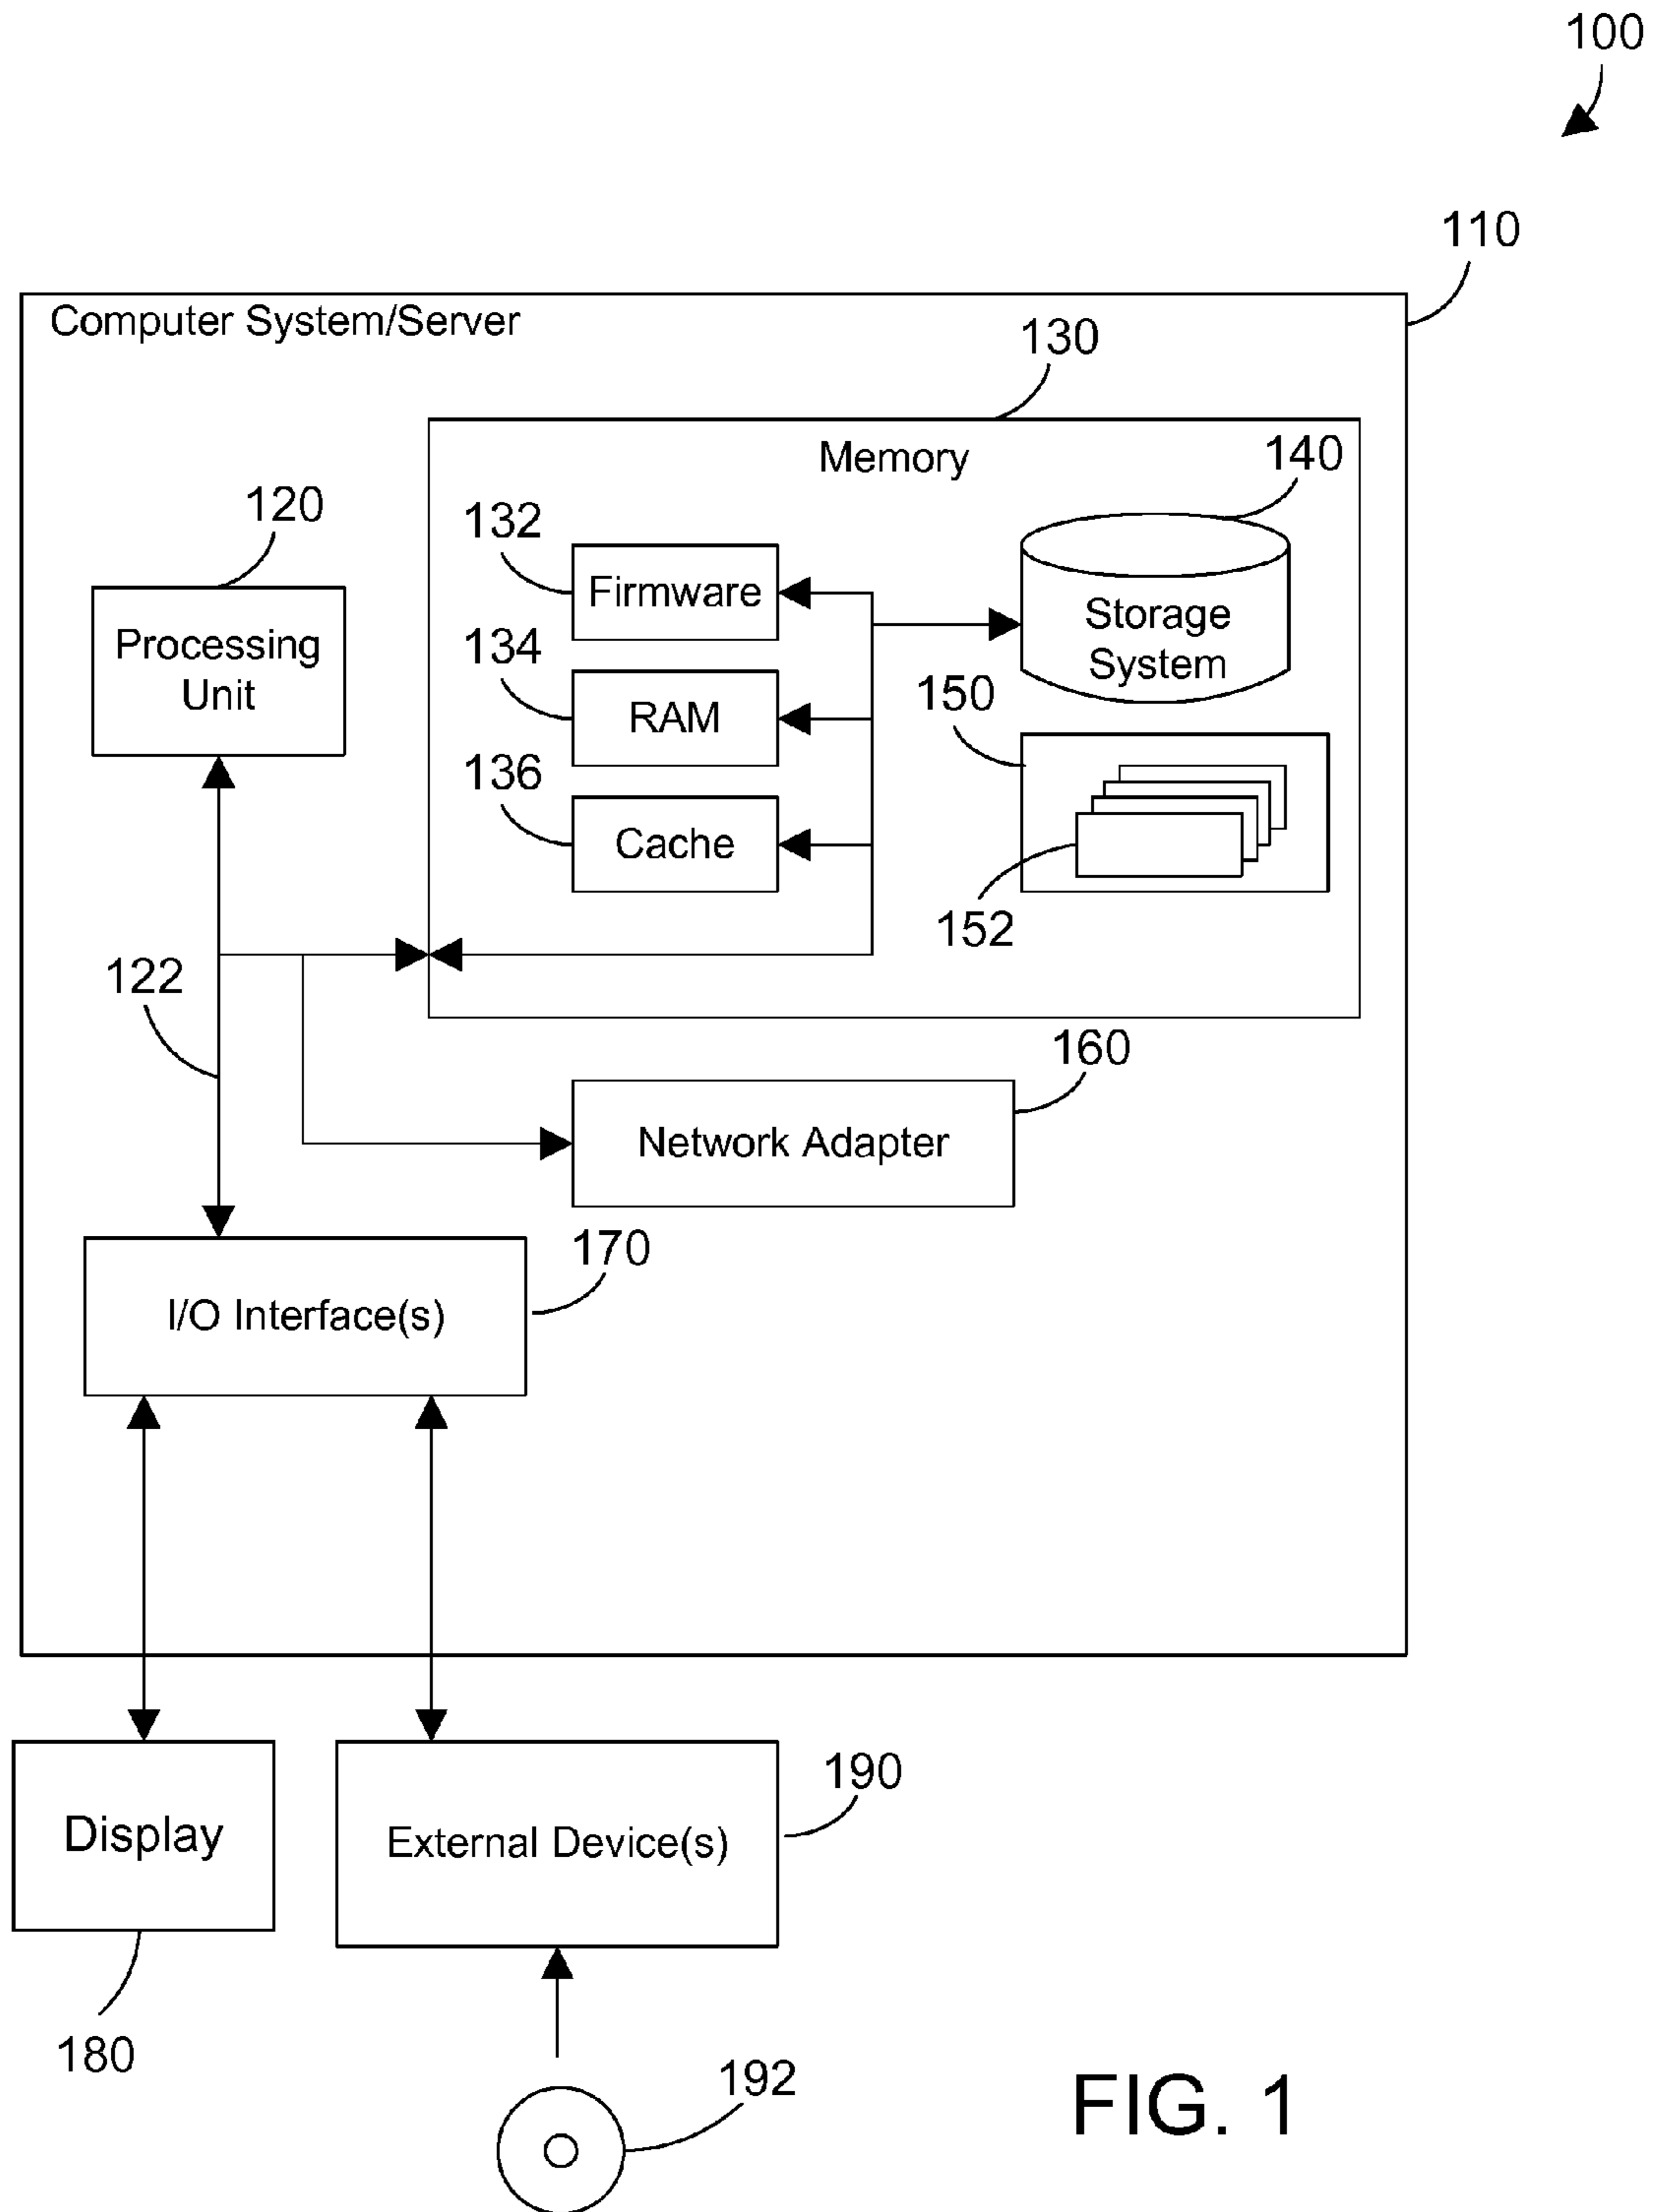 100
110
Computer System/Server
130
Memory
140
120
132
Firmware
Processing
Unit
134
Storage
System
RAM
150
136
Cache
152
122
160
Network Adapter
170
I/O Interface(s)
190
Display
External Device(s)
180
192
FIG. 1